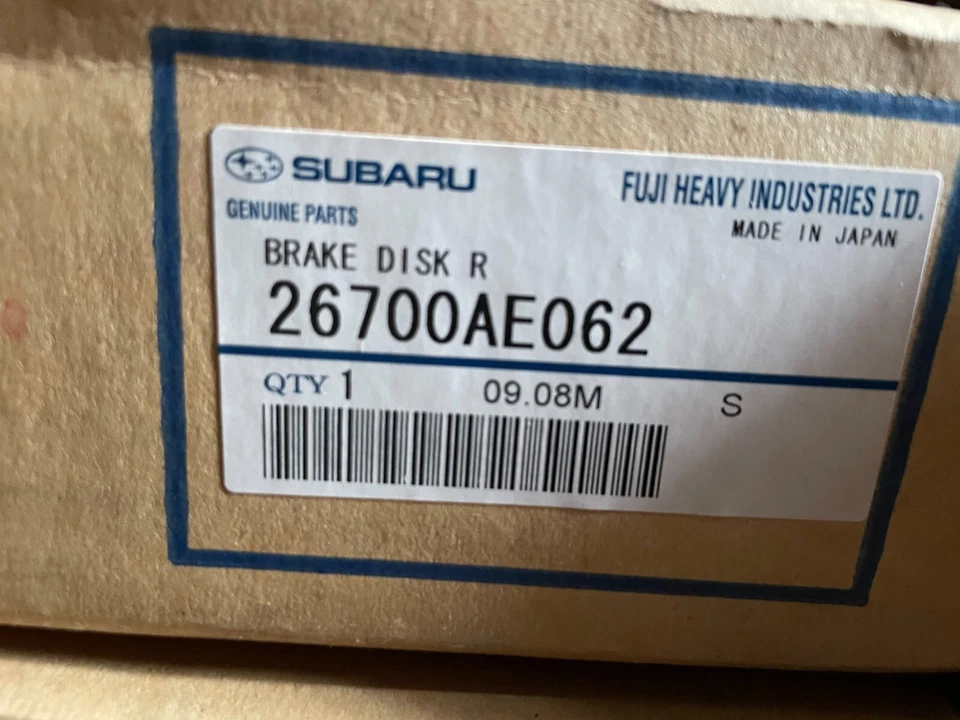 SUBARU
FUJI HEAVY INDUSTRIES LTD.
GENUINE PARTS
MADE IN JAPAN
BRAKE DISK R
26700AE062
QTY 1 09.08M S